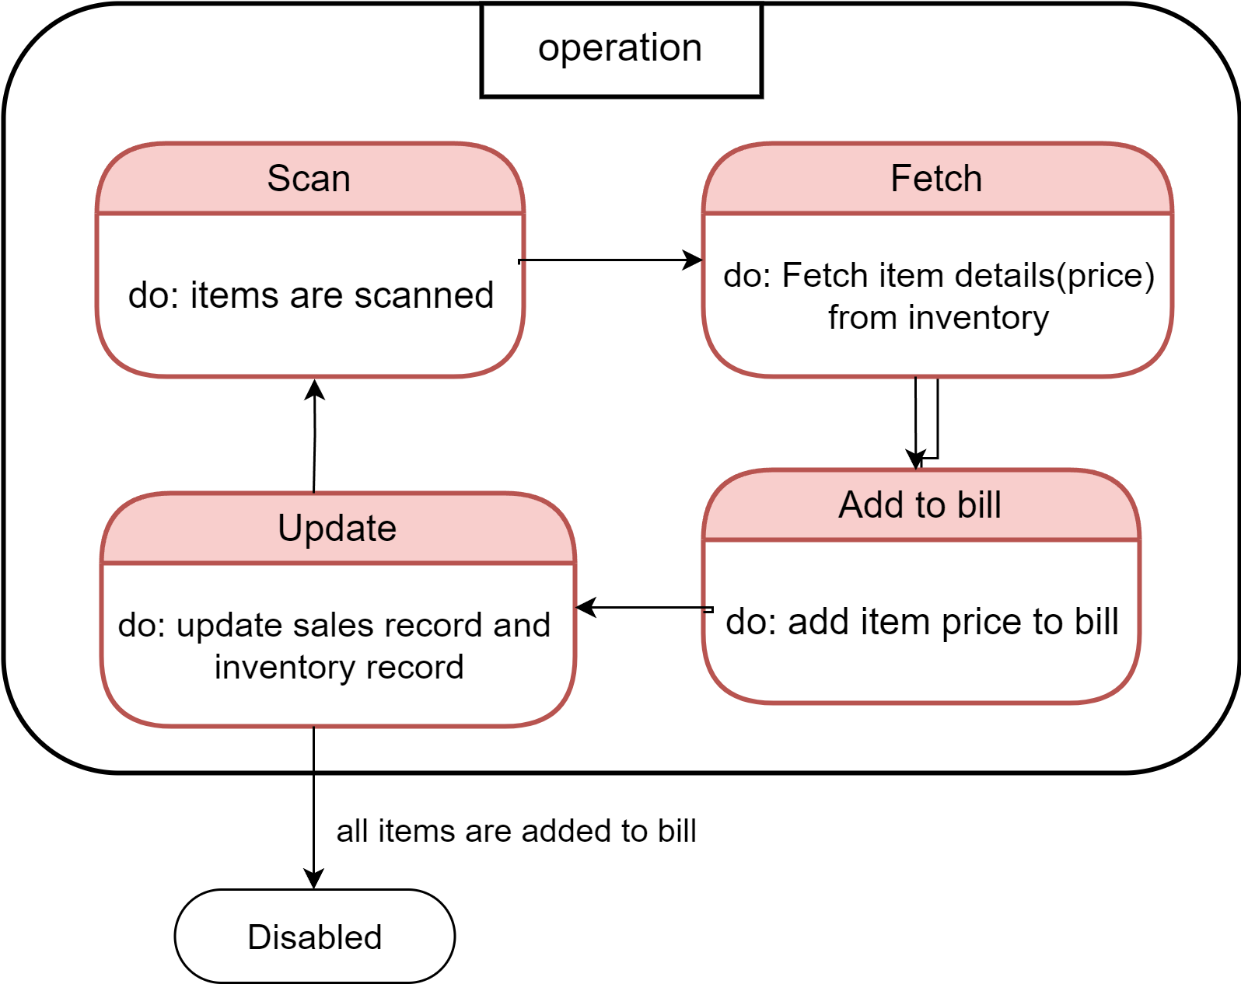 operation
Scan
do: items are scanned
Fetch
do: Fetch item details(price)
from inventory
Add to bill
do: add item price to bill
Update
do: update sales record and
inventory record
all items are added to bill
Disabled